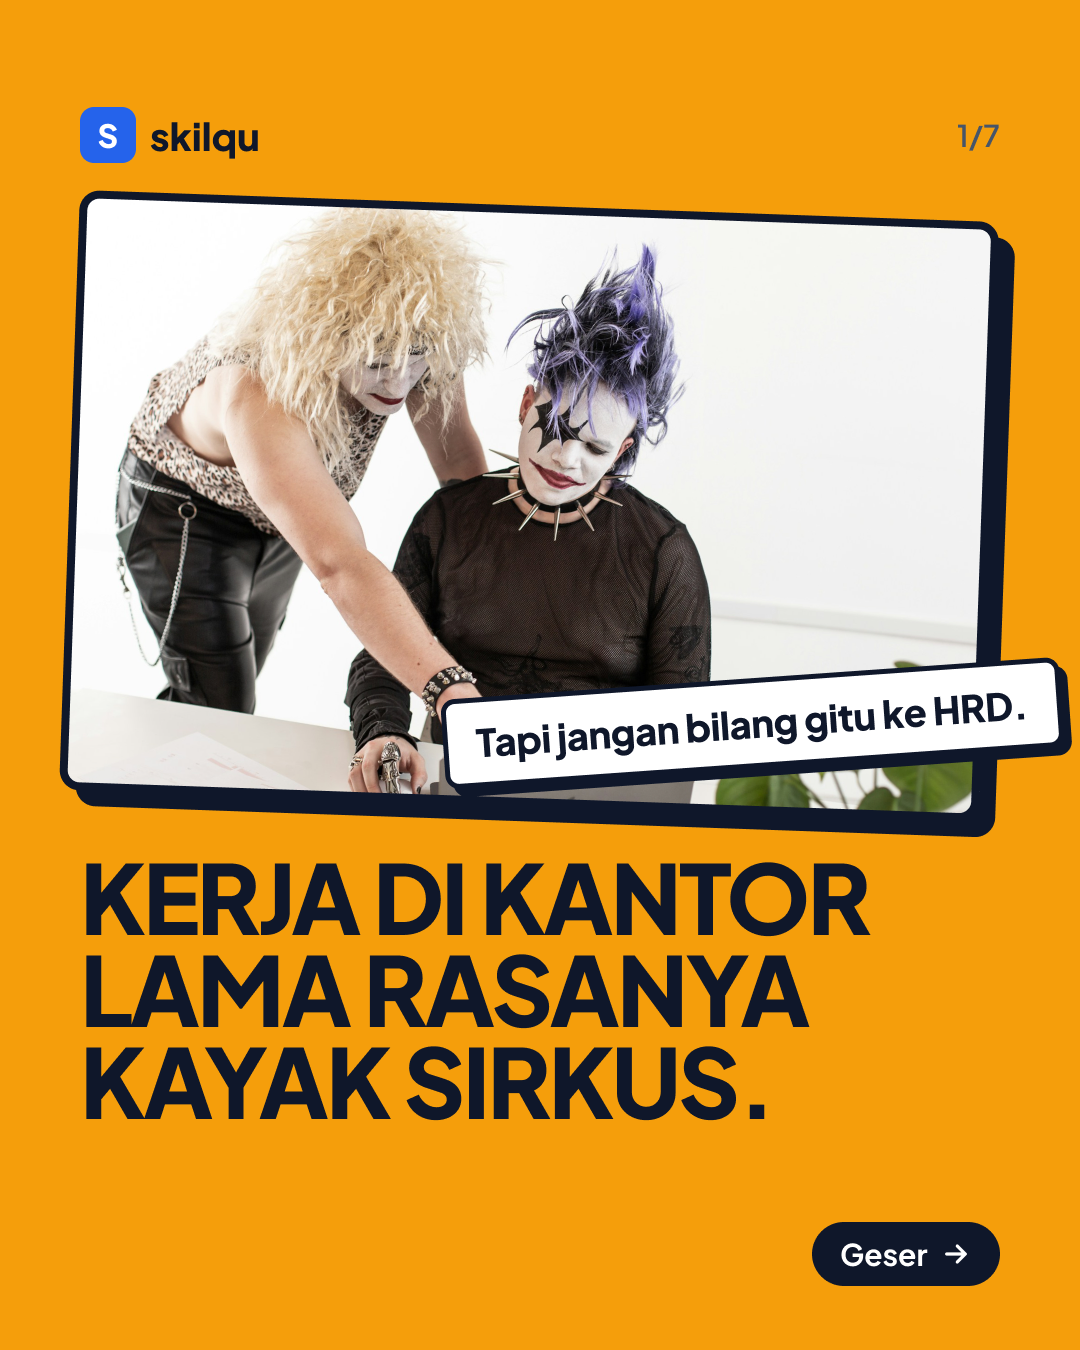 S skilqu
1/7
Tapi jangan bilang gitu ke HRD.
KERJA DI KANTOR
LAMA RASANYA
KAYAK SIRKUS.
Geser →